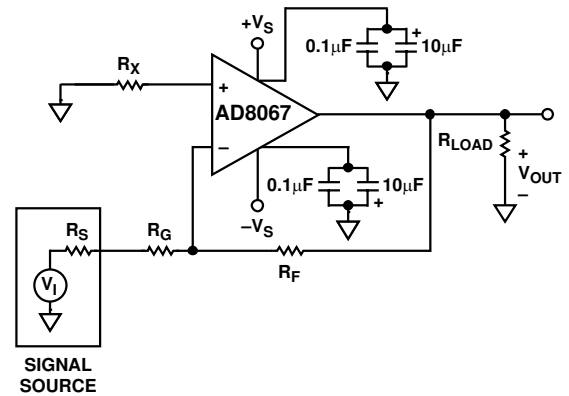 +VS
0.1μF
+
10μF
RX
+
AD8067
–
RLOAD
+
VOUT
–
0.1μF
10μF
+
–VS
RS
RG
RF
VI
SIGNAL
SOURCE